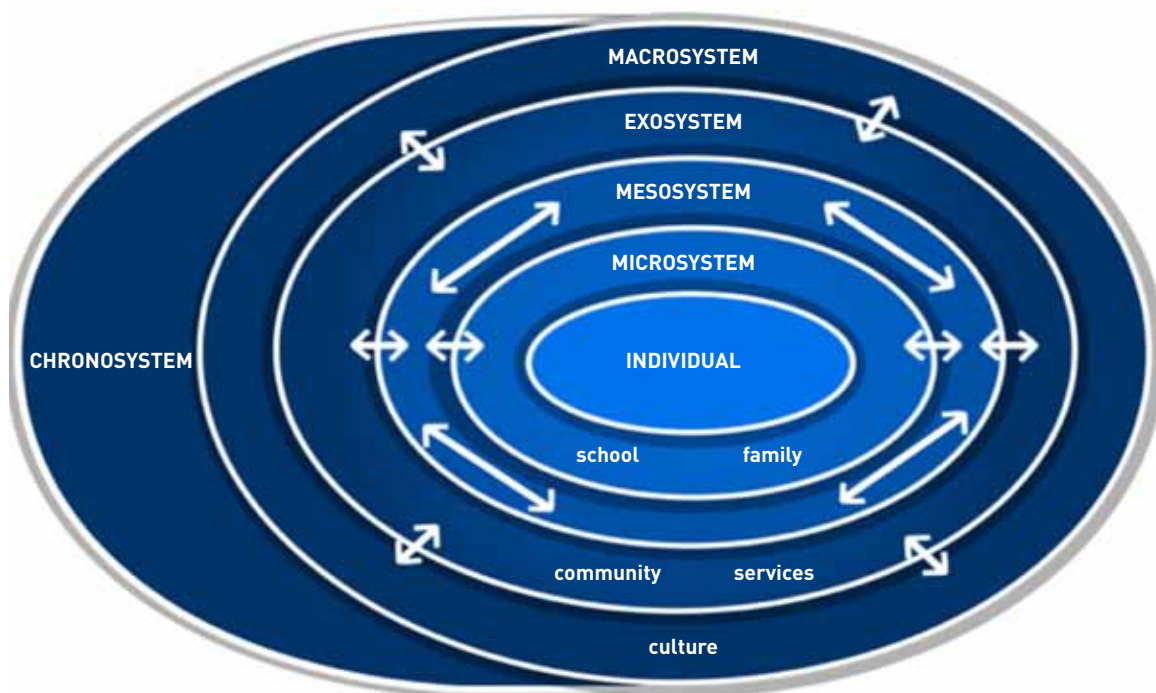 MACROSYSTEM
EXOSYSTEM
MESOSYSTEM
MICROSYSTEM
CHRONOSYSTEM
INDIVIDUAL
school family
community services
culture